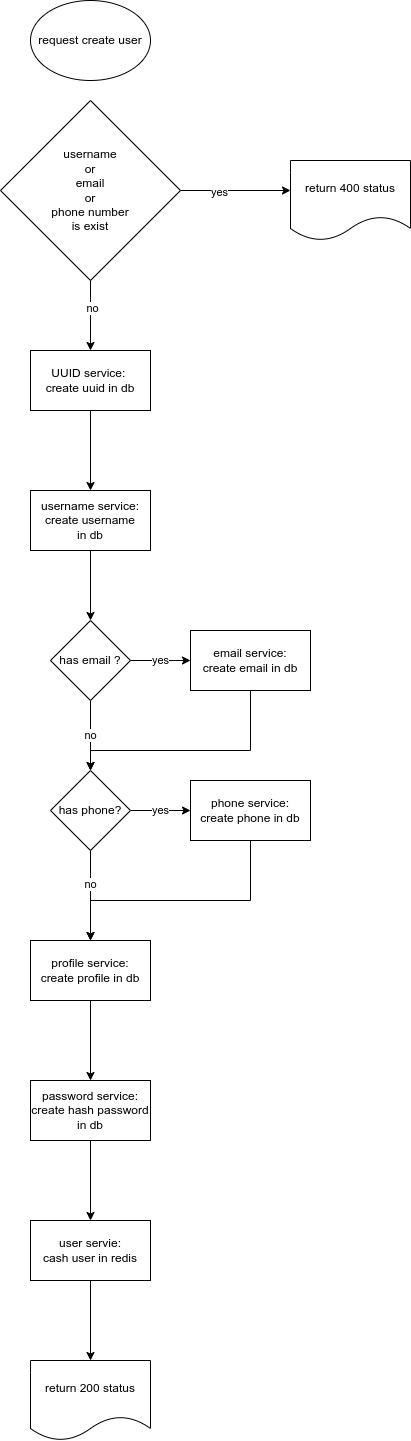 request create user
username
or
email
or
phone number
is exist
yes
return 400 status
no
UUID service:
create uuid in db
username service:
create username
in db
has email ?
yes
email service:
create email in db
no
has phone?
yes
phone service:
create phone in db
no
profile service:
create profile in db
password service:
create hash password
in db
user servie:
cash user in redis
return 200 status